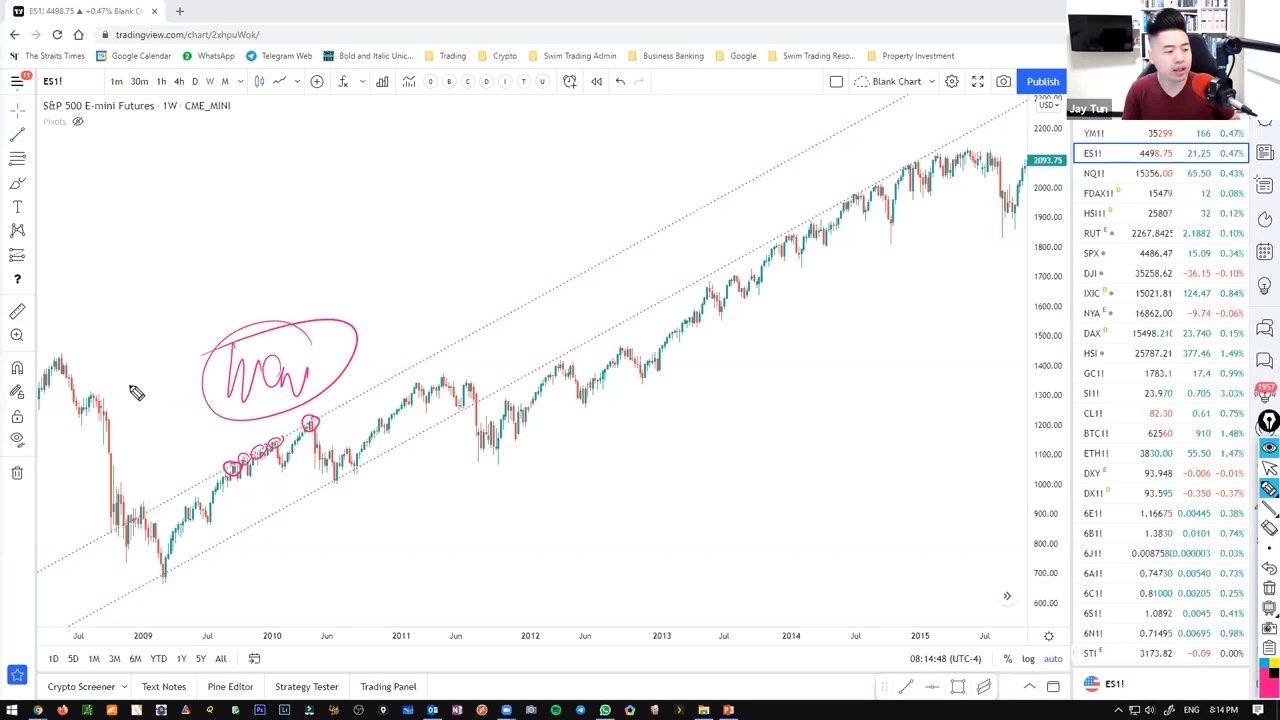 ES1! 4498.75 ▲ +0.47% Blank C
tradingview.com/chart/2xhpuWok/
The Straits Times
Google Calendar
WhatsApp
Telegram Web
Bold and Italic Unic...
Trading
Crypto
Swim Trading Admin
Business Banking
Google
Swim Trading Reso...
Property Investment
11
ES1!
1m 30m 1h 4h D W M
O B C S I T U
Blank Chart
Publish
S&P 500 E-mini Futures · 1W · CME_MINI
Pivots
Jay Tun
USD
2200.00
2100.00
2093.75
2000.00
1900.00
1800.00
1700.00
1600.00
1500.00
1400.00
1300.00
1200.00
1100.00
1000.00
900.00
800.00
700.00
600.00
Jul 2009 Jul 2010 Jun 2011 Jun 2012 Jun 2013 Jul 2014 Jul 2015 Jul
1D 5D 1M 3M 6M YTD 1Y 5Y All
08:14:48 (UTC-4)
% log auto
Crypto Screener
Text Notes
Pine Editor
Strategy Tester
Trading Panel
YM1! 35299 166 0.47%
ES1! 4498.75 21.25 0.47%
NQ1! 15356.00 65.50 0.43%
FDAX1! D 15479 12 0.08%
HSI1! D 25807 32 0.12%
RUT E 2267.8425 2.1882 0.10%
SPX 4486.47 15.09 0.34%
DJI 35258.62 −36.15 −0.10%
IXIC D 15021.81 124.47 0.84%
NYA E 16862.00 −9.74 −0.06%
DAX D 15498.210 23.740 0.15%
HSI 25787.21 377.46 1.49%
GC1! 1783.1 17.4 0.99%
SI1! 23.970 0.705 3.03%
CL1! 82.30 0.61 0.75%
BTC1! 62560 910 1.48%
ETH1! 3830.00 55.50 1.47%
DXY E 93.948 −0.006 −0.01%
DX1! D 93.595 −0.350 −0.37%
6E1! 1.16675 0.00445 0.38%
6B1! 1.3830 0.0101 0.74%
6J1! 0.008758 0.000003 0.03%
6A1! 0.74730 0.00540 0.73%
6C1! 0.81000 0.00205 0.25%
6S1! 1.0892 0.0045 0.41%
6N1! 0.71495 0.00695 0.98%
STI E 3173.82 −0.09 0.00%
1957
ES1!
ENG 8:14 PM